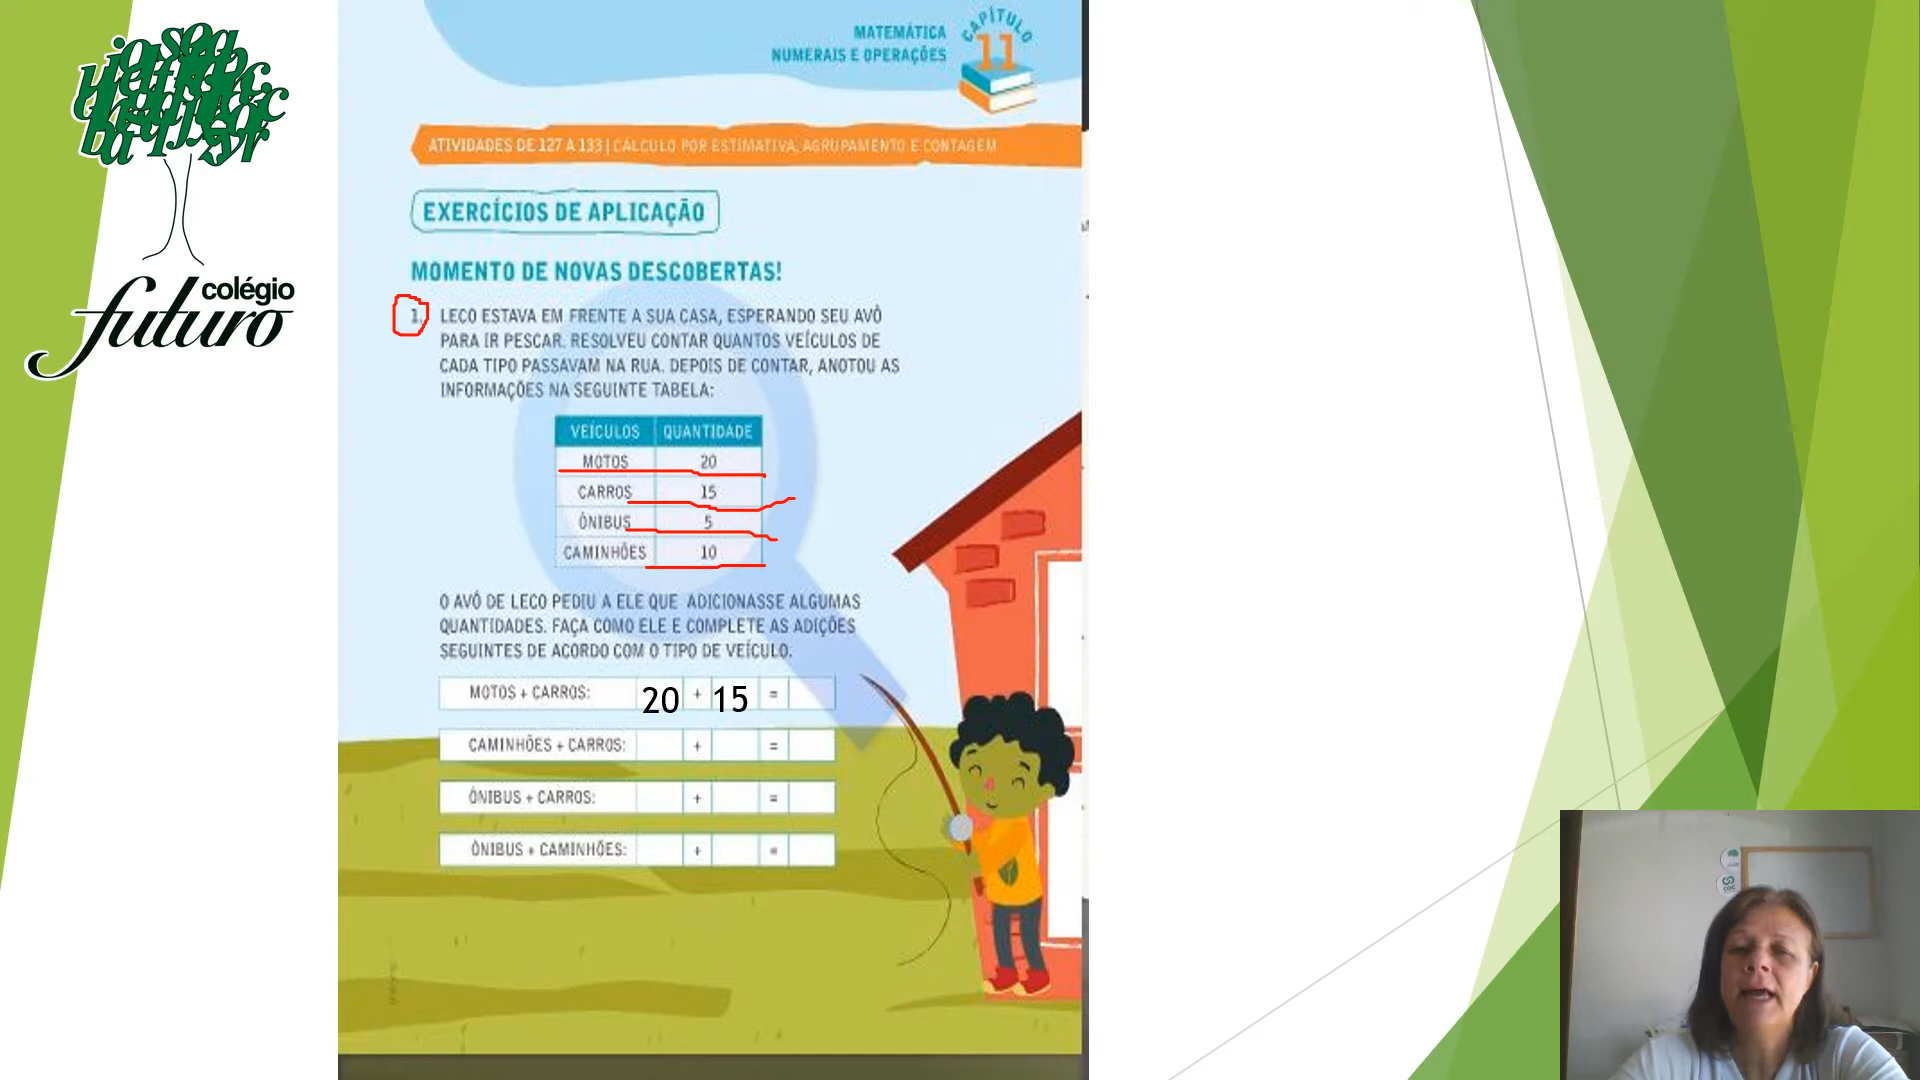 colégio
futuro
MATEMÁTICA
NUMERAIS E OPERAÇÕES
CAPÍTULO
11
ATIVIDADES DE 127 A 133 | CÁLCULO POR ESTIMATIVA, AGRUPAMENTO E CONTAGEM
EXERCÍCIOS DE APLICAÇÃO
MOMENTO DE NOVAS DESCOBERTAS!
1. LECO ESTAVA EM FRENTE A SUA CASA, ESPERANDO SEU AVÔ
PARA IR PESCAR. RESOLVEU CONTAR QUANTOS VEÍCULOS DE
CADA TIPO PASSAVAM NA RUA. DEPOIS DE CONTAR, ANOTOU AS
INFORMAÇÕES NA SEGUINTE TABELA:
VEÍCULOS QUANTIDADE
MOTOS 20
CARROS 15
ÔNIBUS 5
CAMINHÕES 10
O AVÔ DE LECO PEDIU A ELE QUE ADICIONASSE ALGUMAS
QUANTIDADES. FAÇA COMO ELE E COMPLETE AS ADIÇÕES
SEGUINTES DE ACORDO COM O TIPO DE VEÍCULO.
MOTOS + CARROS: 20 + 15 =
CAMINHÕES + CARROS: + =
ÔNIBUS + CARROS: + =
ÔNIBUS + CAMINHÕES: + =